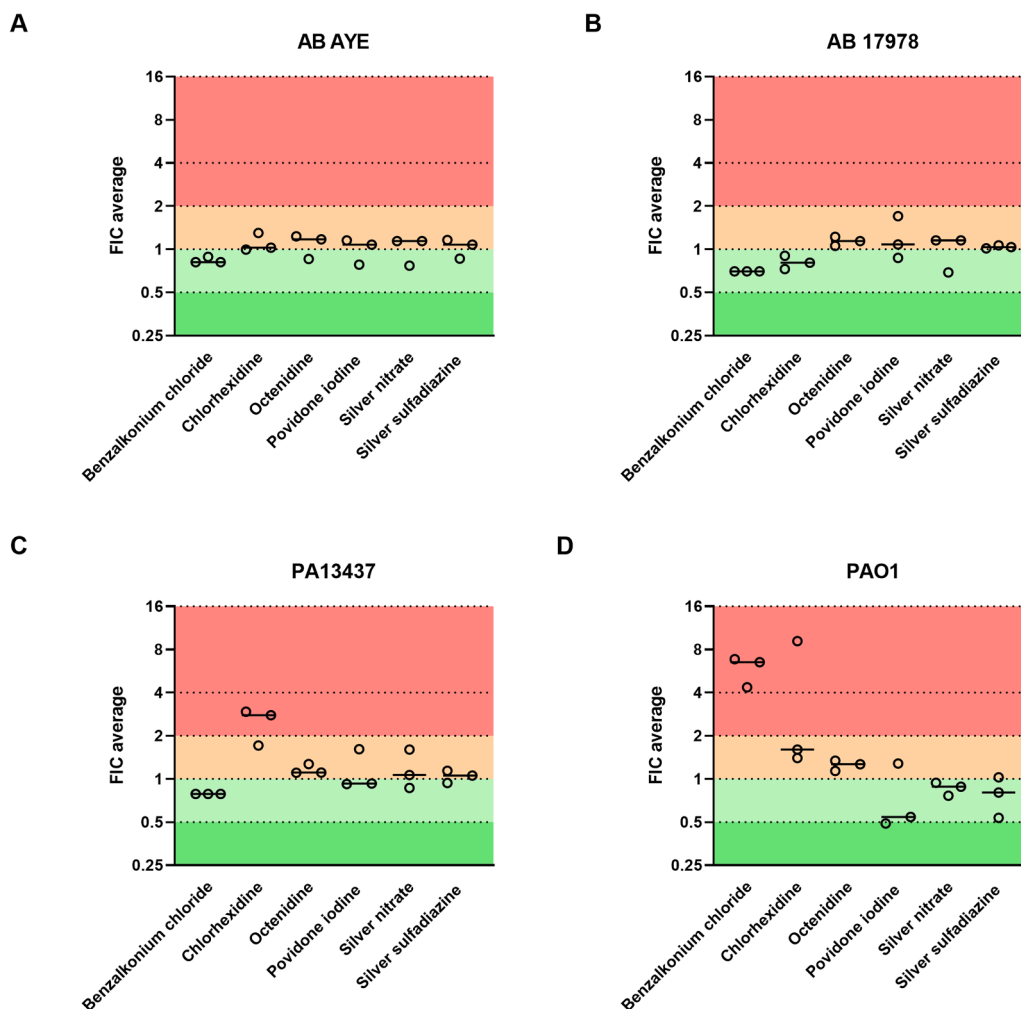 A
AB AYE
FIC average
16
8
4
2
1
0.5
0.25
Benzalkonium chloride
Chlorhexidine
Octenidine
Povidone iodine
Silver nitrate
Silver sulfadiazine
B
AB 17978
FIC average
16
8
4
2
1
0.5
0.25
Benzalkonium chloride
Chlorhexidine
Octenidine
Povidone iodine
Silver nitrate
Silver sulfadiazine
C
PA13437
FIC average
16
8
4
2
1
0.5
0.25
Benzalkonium chloride
Chlorhexidine
Octenidine
Povidone iodine
Silver nitrate
Silver sulfadiazine
D
PAO1
FIC average
16
8
4
2
1
0.5
0.25
Benzalkonium chloride
Chlorhexidine
Octenidine
Povidone iodine
Silver nitrate
Silver sulfadiazine